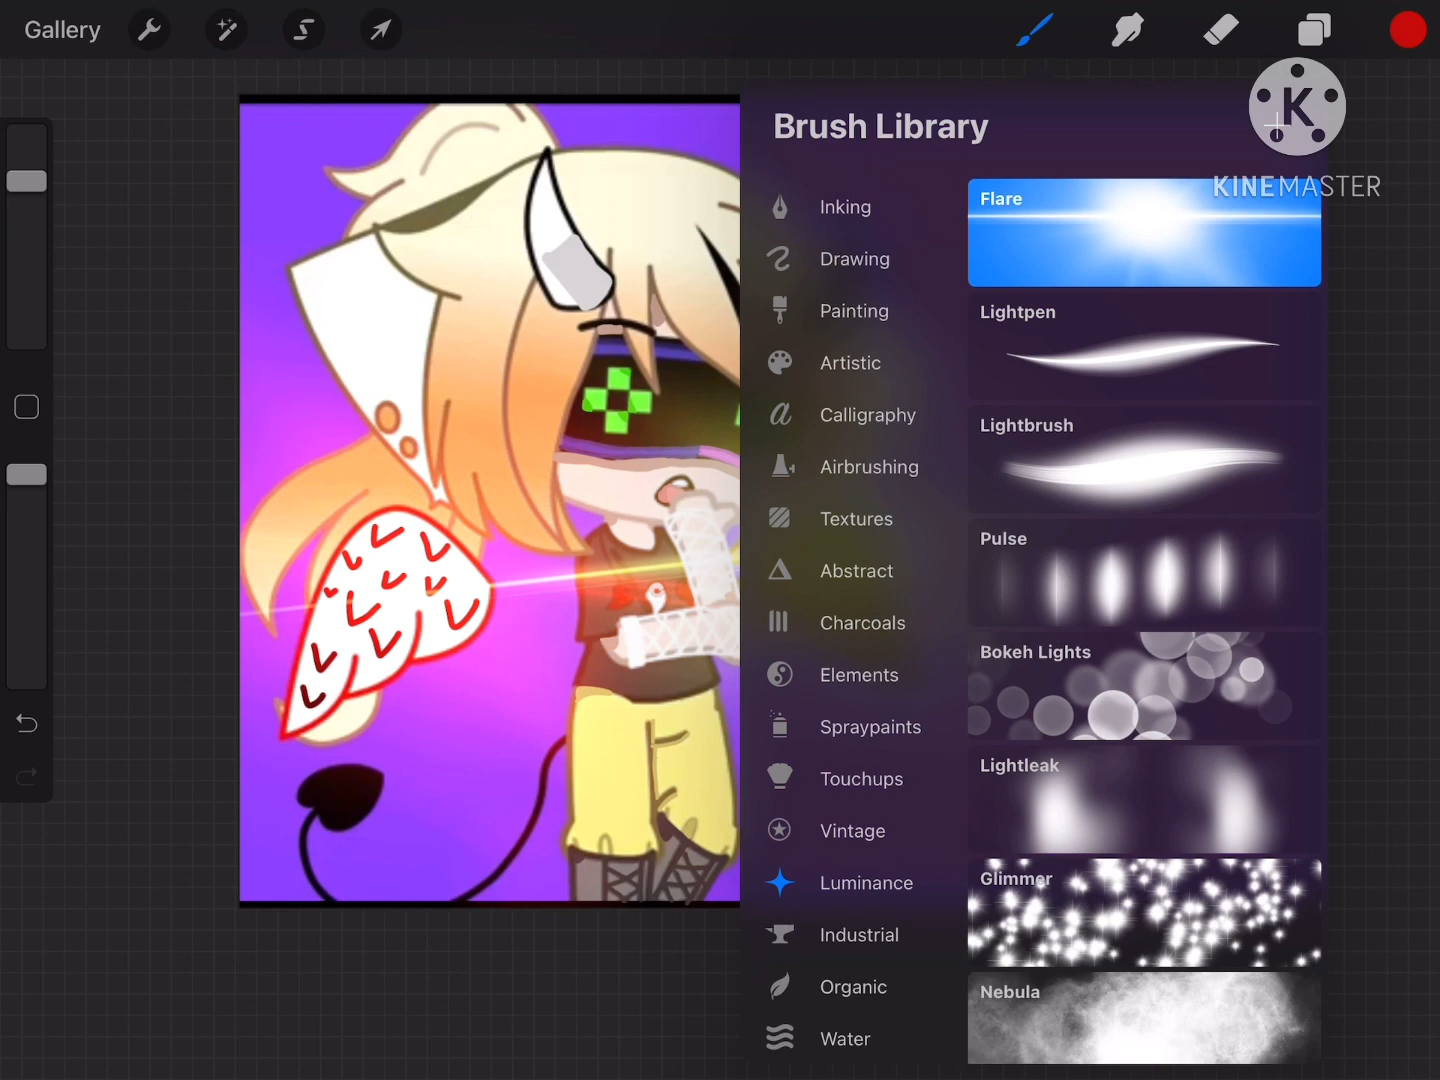 Gallery
Brush Library
K
KINEMASTER
Inking
Drawing
Painting
Artistic
Calligraphy
Airbrushing
Textures
Abstract
Charcoals
Elements
Spraypaints
Touchups
Vintage
Luminance
Industrial
Organic
Water
Flare
Lightpen
Lightbrush
Pulse
Bokeh Lights
Lightleak
Glimmer
Nebula